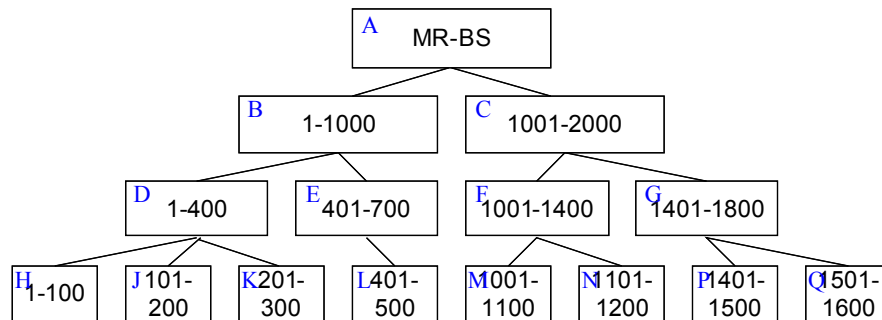 A
MR-BS
B
1-1000
C
1001-2000
D
1-400
E
401-700
F
1001-1400
G
1401-1800
H
1-100
J
101-
200
K
201-
300
L
401-
500
M
1001-
1100
N
1101-
1200
P
1401-
1500
Q
1501-
1600